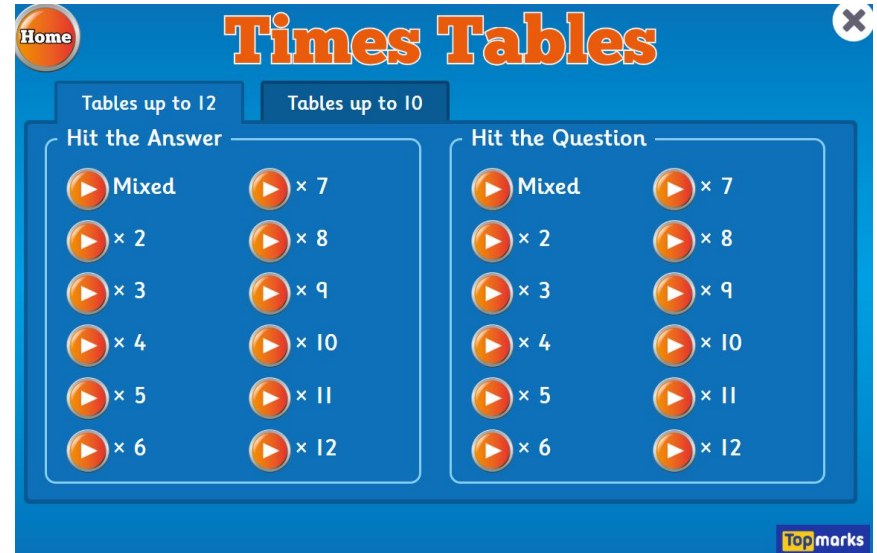 Home
Times Tables
Tables up to 12 Tables up to 10
Hit the Answer Hit the Question
Mixed × 7 Mixed × 7
× 2 × 8 × 2 × 8
× 3 × 9 × 3 × 9
× 4 × 10 × 4 × 10
× 5 × 11 × 5 × 11
× 6 × 12 × 6 × 12
Topmarks